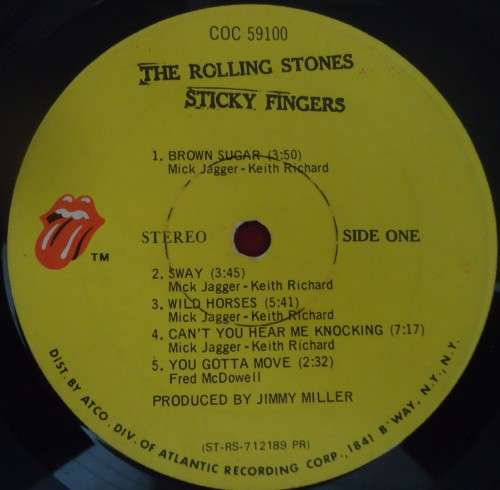 COC 59100
THE ROLLING STONES
STICKY FINGERS
1. BROWN SUGAR (3:50)
Mick Jagger - Keith Richard
TM
STEREO
SIDE ONE
2. SWAY (3:45)
Mick Jagger - Keith Richard
3. WILD HORSES (5:41)
Mick Jagger - Keith Richard
4. CAN'T YOU HEAR ME KNOCKING (7:17)
Mick Jagger - Keith Richard
5. YOU GOTTA MOVE (2:32)
Fred McDowell
PRODUCED BY JIMMY MILLER
(ST-RS-712189 PR)
DIST. BY ATCO. DIV. OF ATLANTIC RECORDING CORP., 1841 B'WAY, N.Y., N.Y.